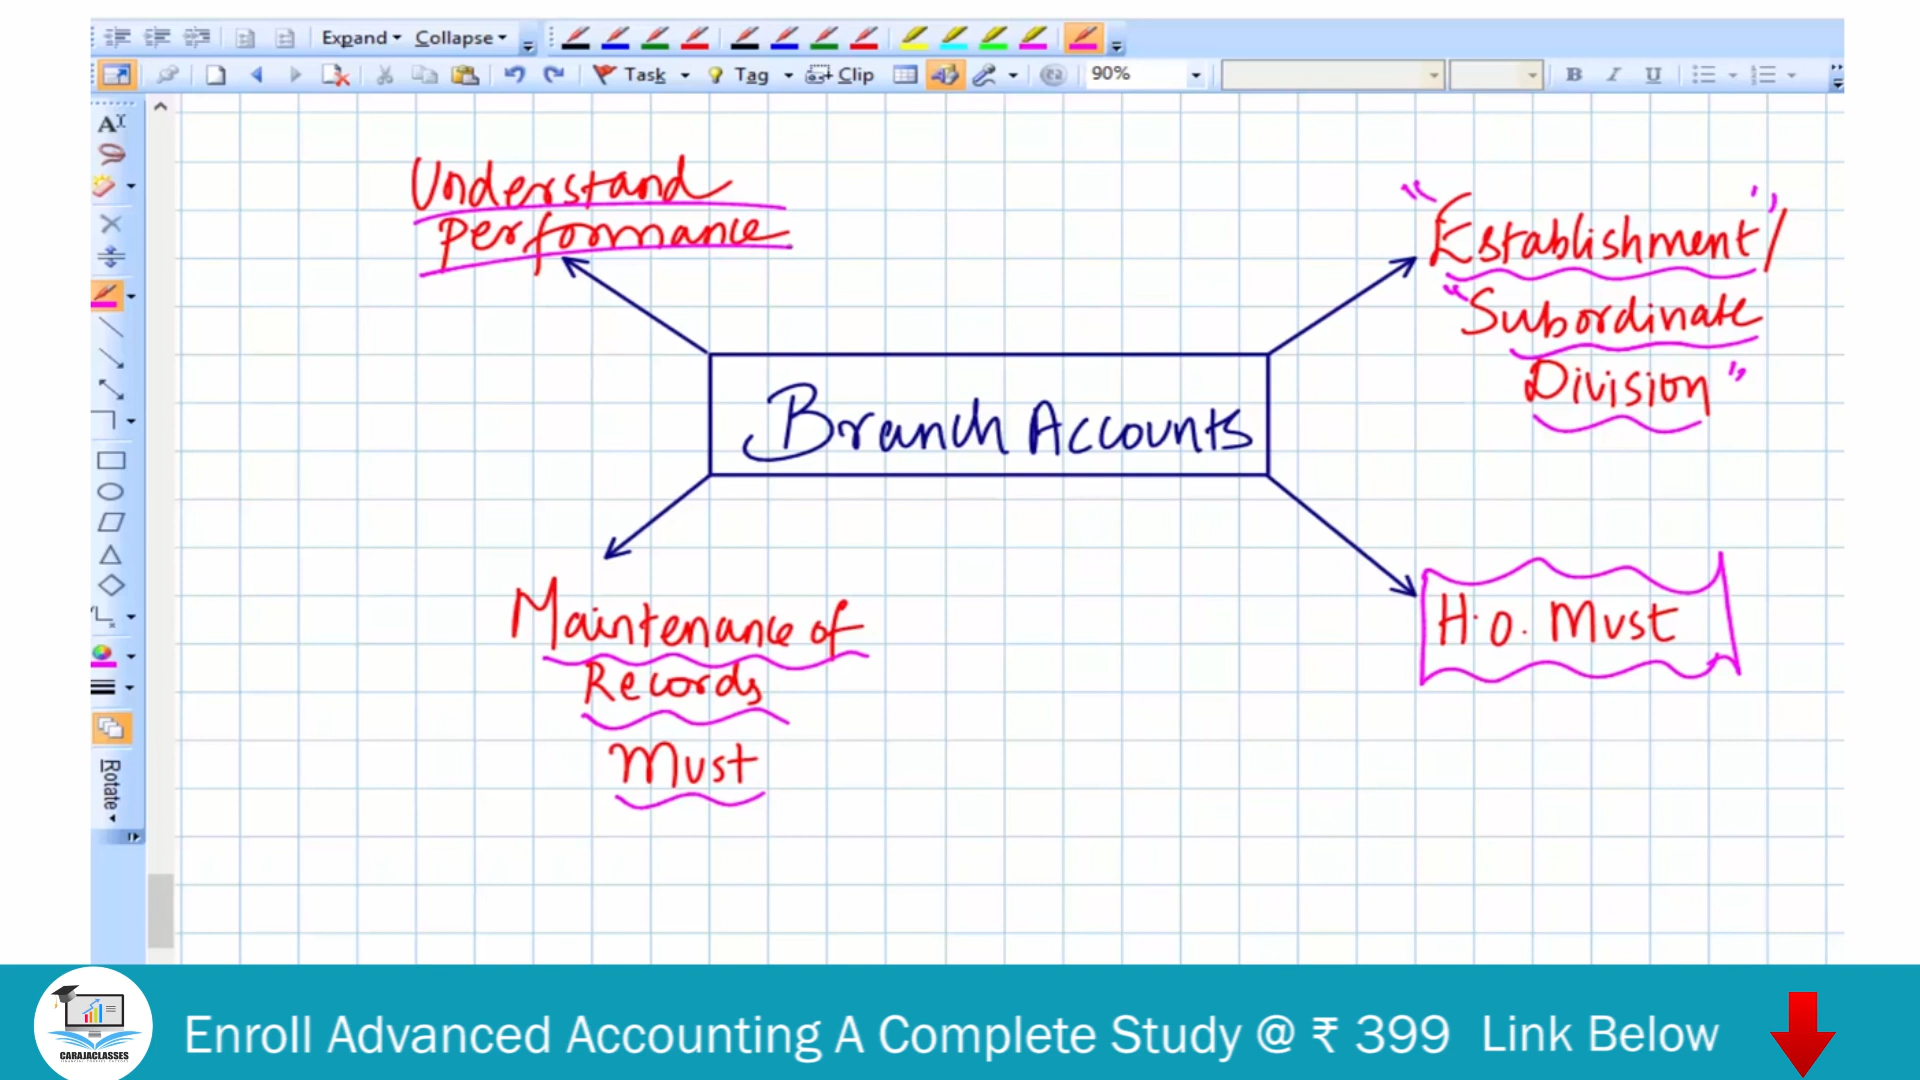 Expand Collapse
Task Tag Clip 90% B I U
A
Rotate
Understand
Performance
"Establishment"/
"Subordinate
Division"
Branch Accounts
Maintenance of
Records
Must
H.O. Must
CARAJACLASSES
Enroll Advanced Accounting A Complete Study @ ₹ 399 Link Below